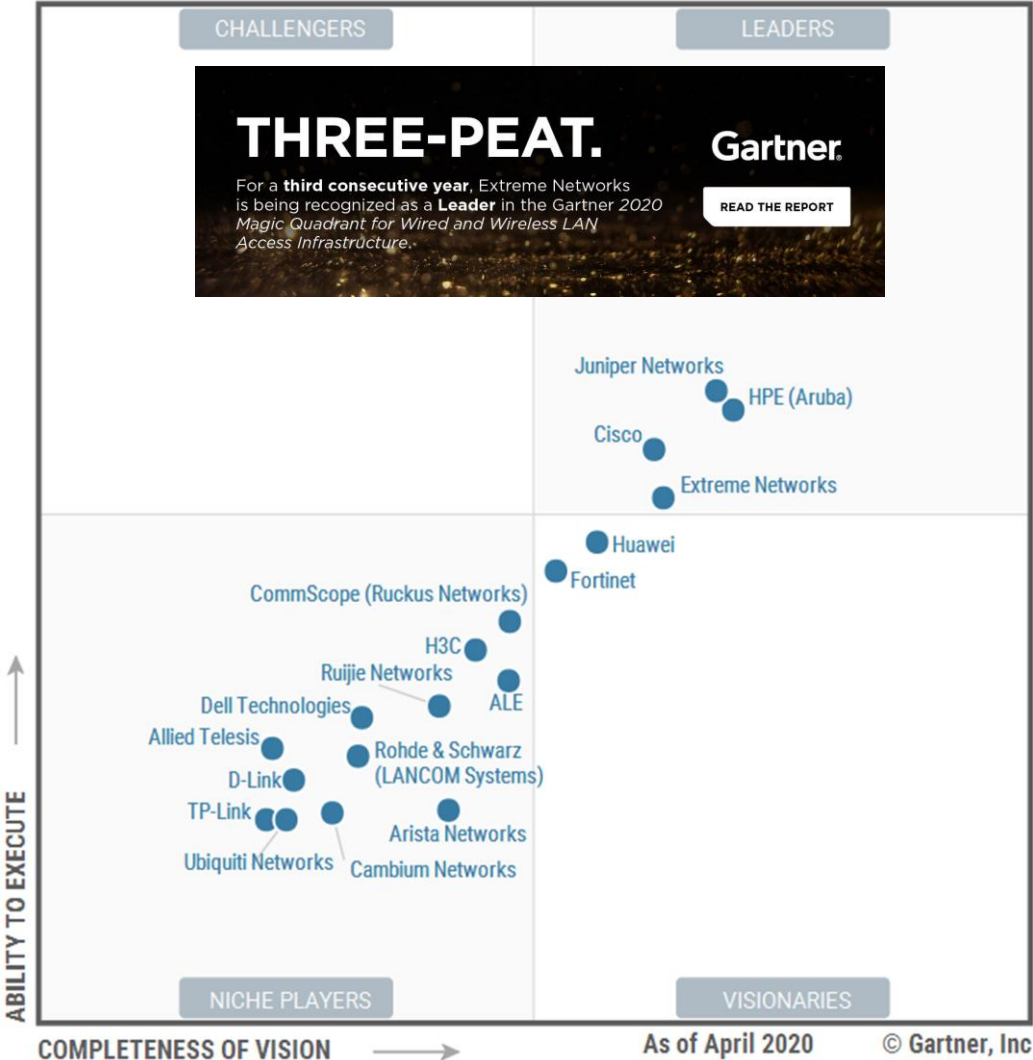 CHALLENGERS
LEADERS
THREE-PEAT.
For a third consecutive year, Extreme Networks
is being recognized as a Leader in the Gartner 2020
Magic Quadrant for Wired and Wireless LAN
Access Infrastructure.
Gartner®
READ THE REPORT
Juniper Networks
HPE (Aruba)
Cisco
Extreme Networks
Huawei
Fortinet
CommScope (Ruckus Networks)
H3C
Ruijie Networks
ALE
Dell Technologies
Allied Telesis
Rohde & Schwarz
(LANCOM Systems)
D-Link
TP-Link
Arista Networks
Ubiquiti Networks
Cambium Networks
ABILITY TO EXECUTE
NICHE PLAYERS
VISIONARIES
COMPLETENESS OF VISION
As of April 2020
© Gartner, Inc